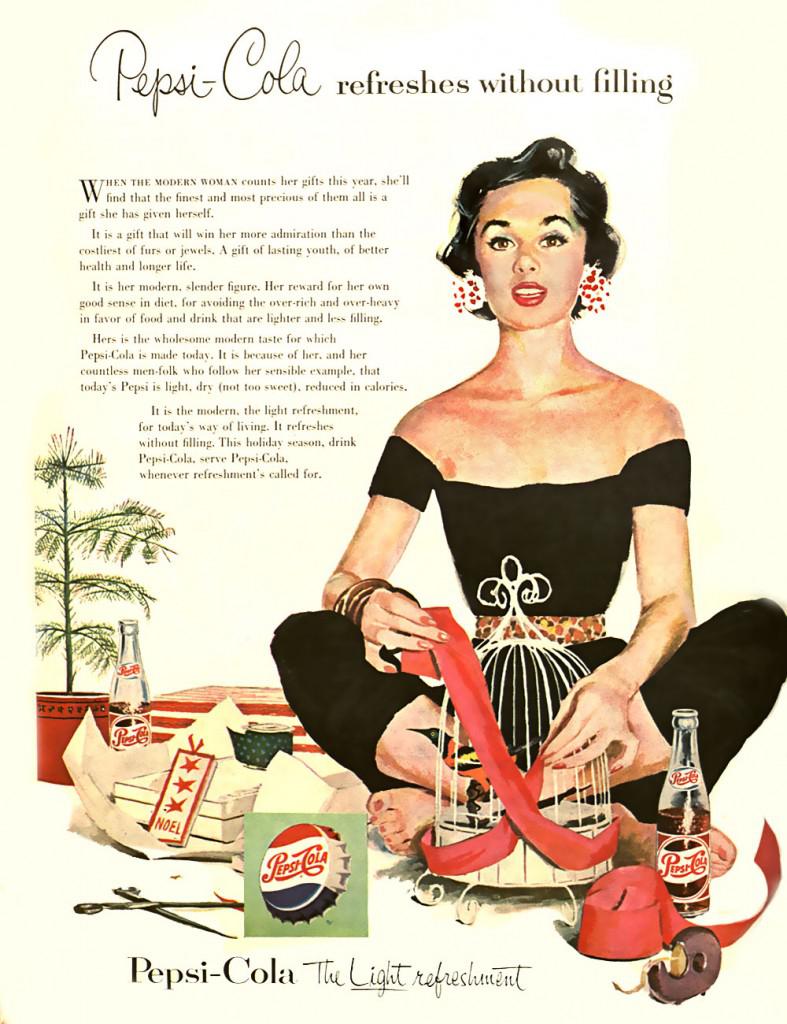 Pepsi-Cola refreshes without filling
WHEN THE MODERN WOMAN counts her gifts this year, she'll
find that the finest and most precious of them all is a
gift she has given herself.
It is a gift that will win her more admiration than the
costliest of furs or jewels. A gift of lasting youth, of better
health and longer life.
It is her modern, slender figure. Her reward for her own
good sense in diet, for avoiding the over-rich and over-heavy
in favor of food and drink that are lighter and less filling.
Hers is the wholesome modern taste for which
Pepsi-Cola is made today. It is because of her, and her
countless men-folk who follow her sensible example, that
today's Pepsi is light, dry (not too sweet), reduced in calories.
It is the modern, the light refreshment,
for today's way of living. It refreshes
without filling. This holiday season, drink
Pepsi-Cola, serve Pepsi-Cola,
whenever refreshment's called for.
Pepsi-Cola
Pepsi-Cola
NOEL
PEPSI-COLA
Pepsi-Cola
PEPSI-COLA
Pepsi-Cola The Light refreshment